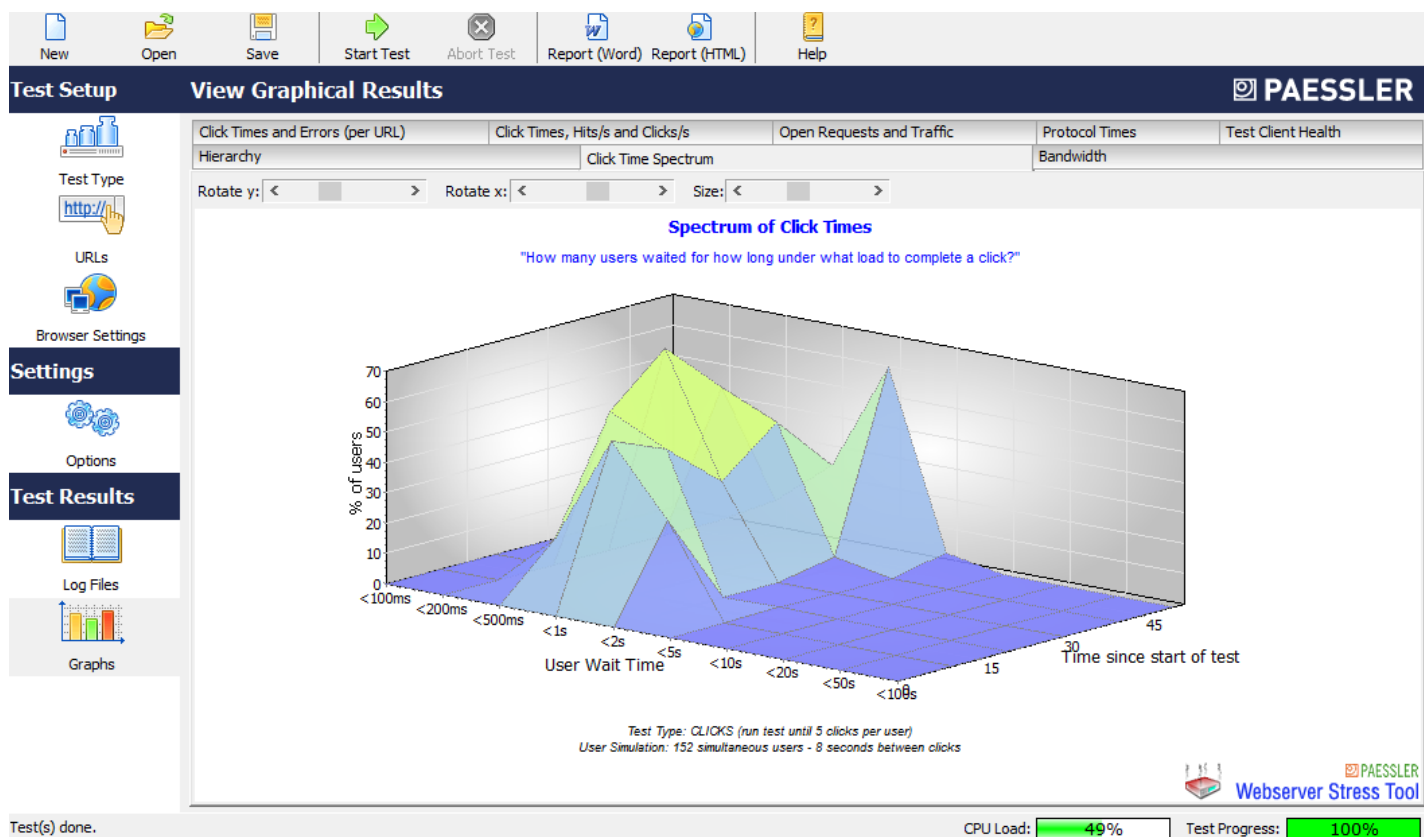 New Open Save Start Test Abort Test Report (Word) Report (HTML) Help
Test Setup
View Graphical Results
PAESSLER
Click Times and Errors (per URL) Click Times, Hits/s and Clicks/s Open Requests and Traffic Protocol Times Test Client Health
Hierarchy Click Time Spectrum Bandwidth
Rotate y: < > Rotate x: < > Size: < >
Test Type
http://
URLs
Browser Settings
Settings
Options
Test Results
Log Files
Graphs
Spectrum of Click Times
"How many users waited for how long under what load to complete a click?"
% of users
70
60
50
40
30
20
10
0
<100ms
<200ms
<500ms
<1s
<2s
<5s
<10s
<20s
<50s
<100s
User Wait Time
0
15
30
45
Time since start of test
Test Type: CLICKS (run test until 5 clicks per user)
User Simulation: 152 simultaneous users - 8 seconds between clicks
PAESSLER
Webserver Stress Tool
Test(s) done.
CPU Load: 49% Test Progress: 100%